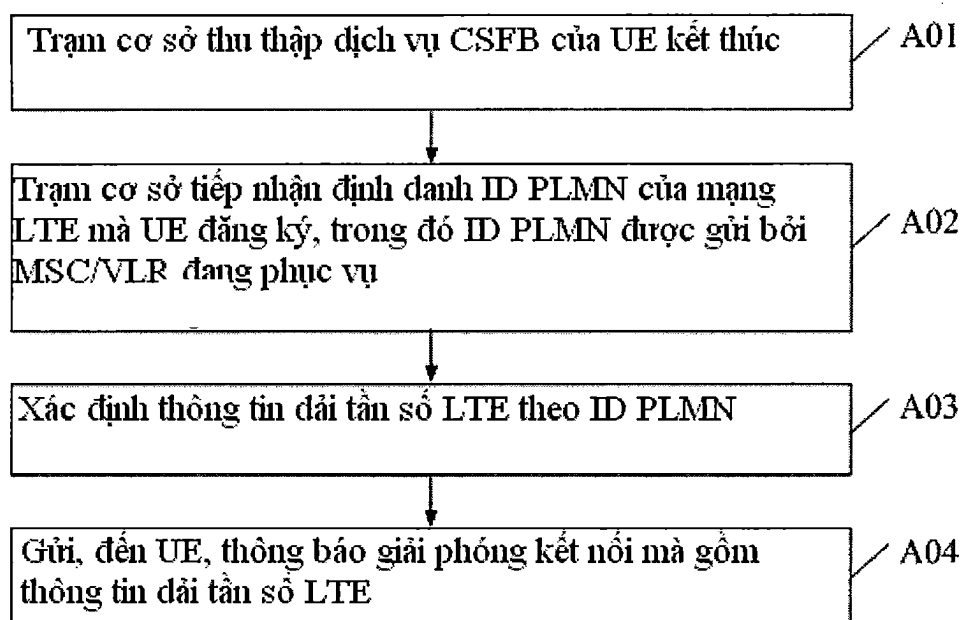 Trạm cơ sở thu thập dịch vụ CSFB của UE kết thúc
A01
Trạm cơ sở tiếp nhận định danh ID PLMN của mạng
LTE mà UE đăng ký, trong đó ID PLMN được gửi bởi
MSC/VLR đang phục vụ
A02
Xác định thông tin dải tần số LTE theo ID PLMN
A03
Gửi, đến UE, thông báo giải phóng kết nối mà gồm
thông tin dải tần số LTE
A04